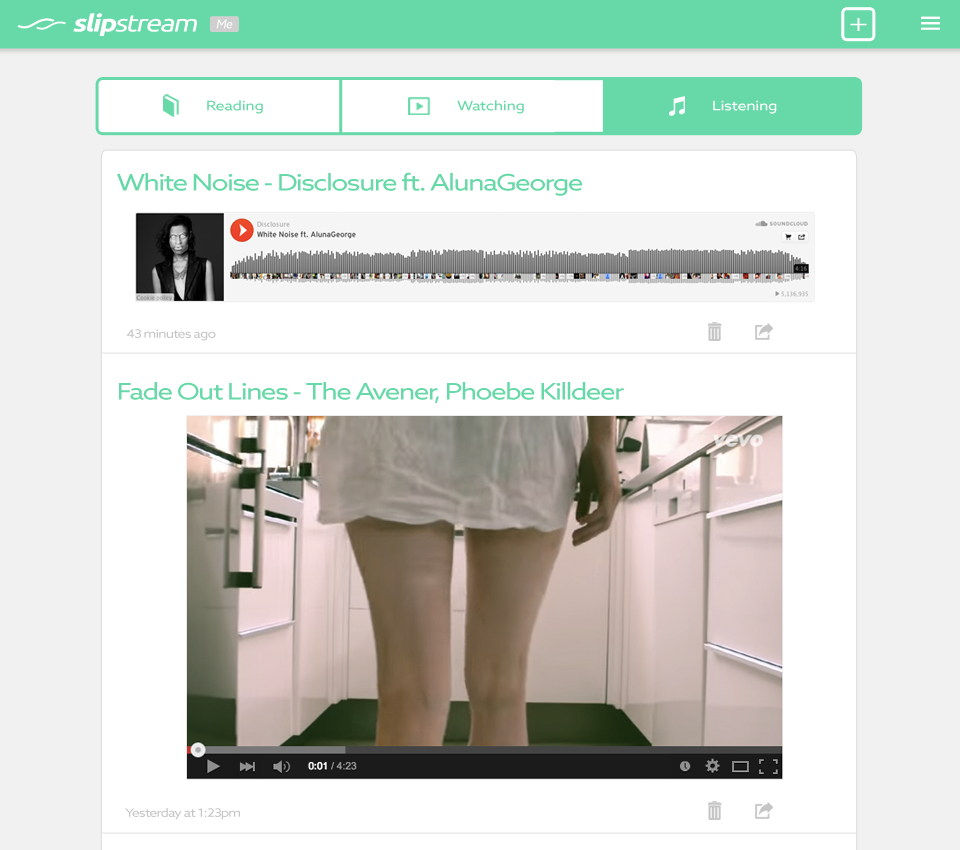 slipstream Me
Reading Watching Listening
White Noise - Disclosure ft. AlunaGeorge
Disclosure
White Noise ft. AlunaGeorge
SOUNDCLOUD
4:16
Cookie policy
5,136,935
43 minutes ago
Fade Out Lines - The Avener, Phoebe Killdeer
vevo
0:01 / 4:23
Yesterday at 1:23pm